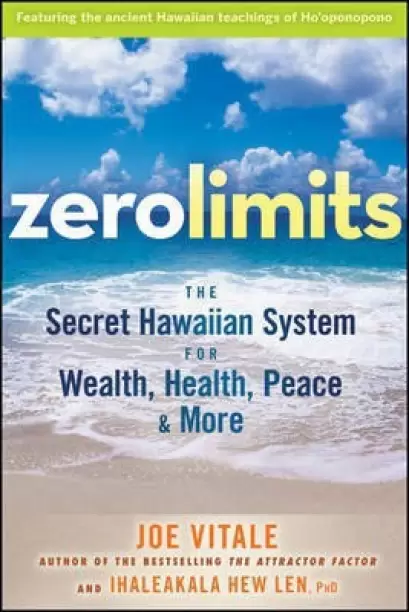 Featuring the ancient Hawaiian teachings of Ho'oponopono
zerolimits
THE
Secret Hawaiian System
FOR
Wealth, Health, Peace
& More
JOE VITALE
AUTHOR OF THE BESTSELLING THE ATTRACTOR FACTOR
AND IHALEAKALA HEW LEN, PHD